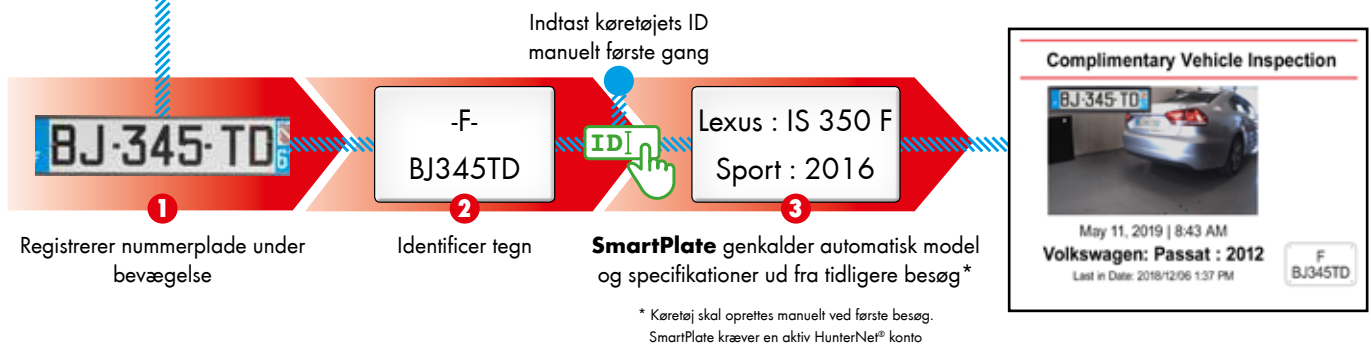 Indtast køretøjets ID
manuelt første gang
BJ-345-TD
6
1
Registrerer nummerplade under
bevægelse
-F-
BJ345TD
2
Identificer tegn
ID
Lexus : IS 350 F
Sport : 2016
3
SmartPlate genkalder automatisk model
og specifikationer ud fra tidligere besøg*
* Køretøj skal oprettes manuelt ved første besøg.
SmartPlate kræver en aktiv HunterNet® konto
Complimentary Vehicle Inspection
BJ-345-TD
May 11, 2019 | 8:43 AM
Volkswagen: Passat : 2012
Last in Date: 2018/12/06 1:37 PM
F
BJ345TD